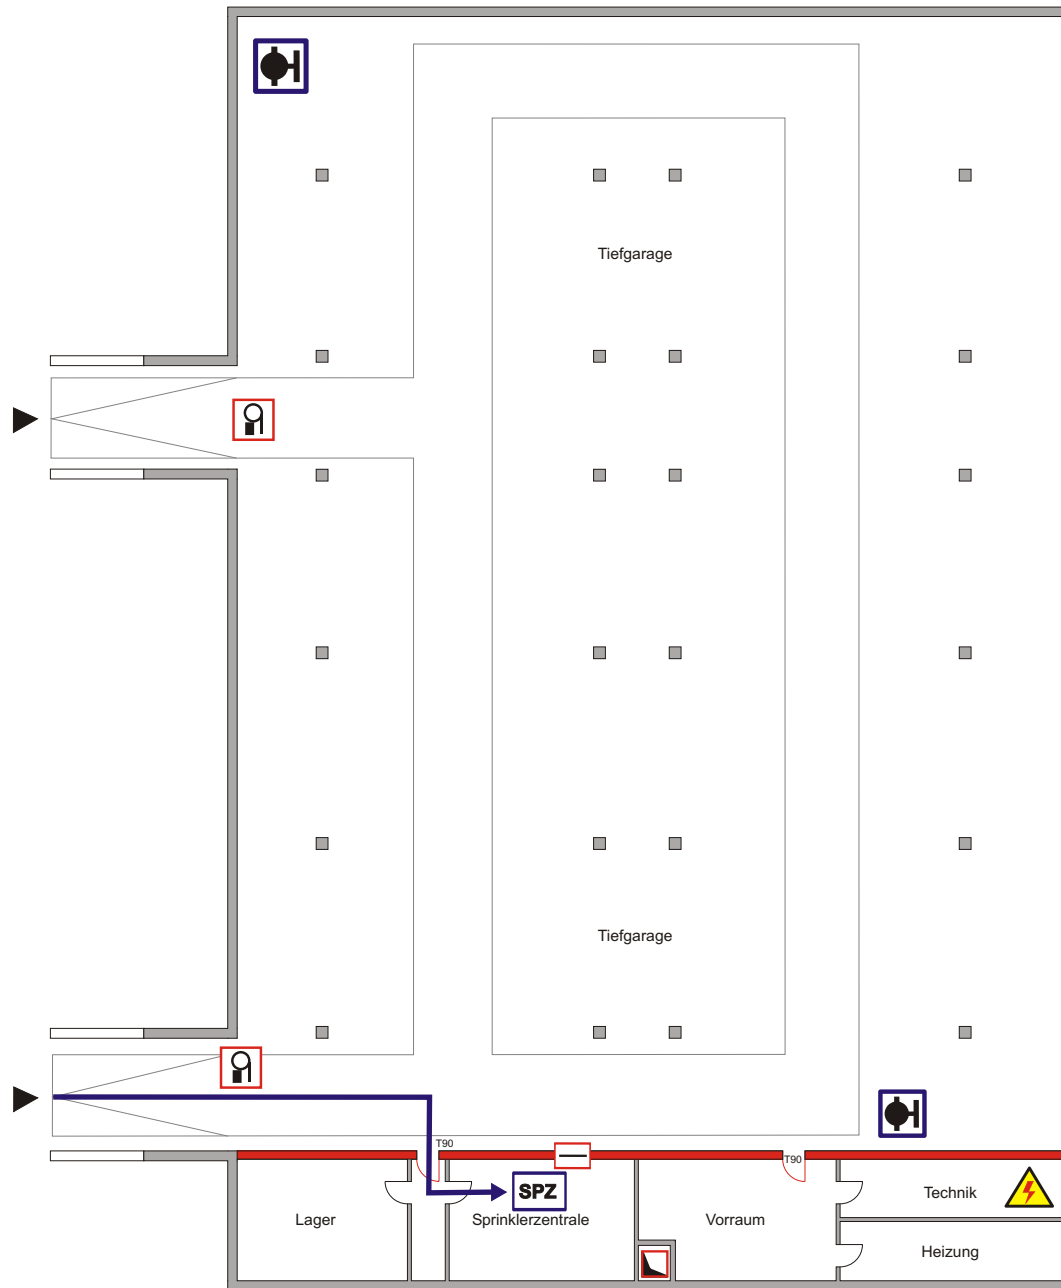 Tiefgarage
Tiefgarage
T90
T90
SPZ
Technik
Lager
Sprinklerzentrale
Vorraum
Heizung